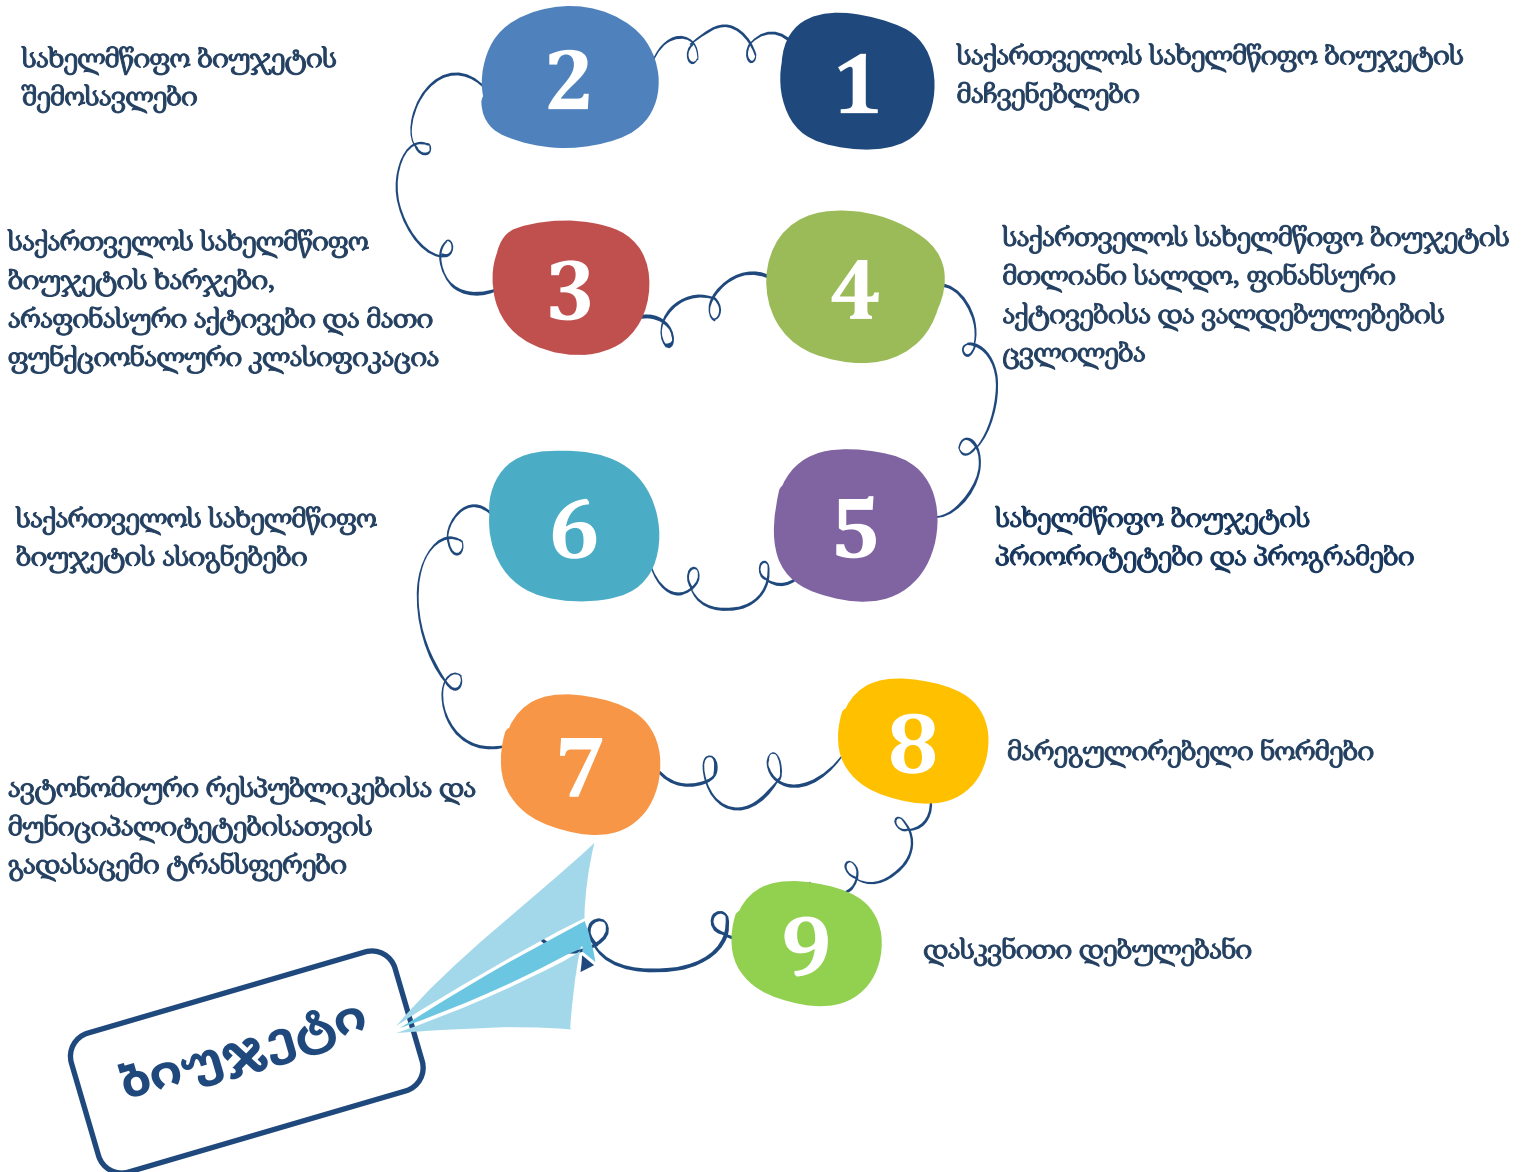 1
საქართველოს სახელმწიფო ბიუჯეტის
მაჩვენებლები
2
სახელმწიფო ბიუჯეტის
შემოსავლები
3
საქართველოს სახელმწიფო
ბიუჯეტის ხარჯები,
არაფინასური აქტივები და მათი
ფუნქციონალური კლასიფიკაცია
4
საქართველოს სახელმწიფო ბიუჯეტის
მთლიანი სალდო, ფინანსური
აქტივებისა და ვალდებულებების
ცვლილება
5
სახელმწიფო ბიუჯეტის
პრიორიტეტები და პროგრამები
6
საქართველოს სახელმწიფო
ბიუჯეტის ასიგნებები
7
ავტონომიური რესპუბლიკებისა და
მუნიციპალიტეტებისათვის
გადასაცემი ტრანსფერები
8
მარეგულირებელი ნორმები
9
დასკვნითი დებულებანი
ბიუჯეტი